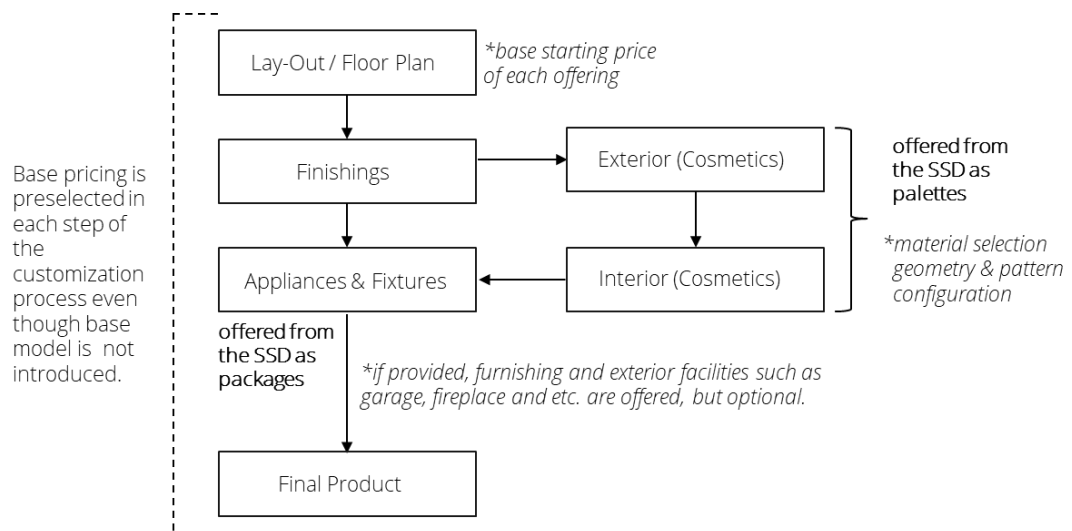 Lay-Out / Floor Plan
*base starting price
of each offering
Finishings
Exterior (Cosmetics)
offered from
the SSD as
palettes
Base pricing is
preselected in
each step of
the
customization
process even
though base
model is  not
introduced.
Appliances & Fixtures
Interior (Cosmetics)
*material selection
geometry & pattern
configuration
offered from
the SSD as
packages
*if provided, furnishing and exterior facilities such as
garage, fireplace and etc. are offered, but optional.
Final Product